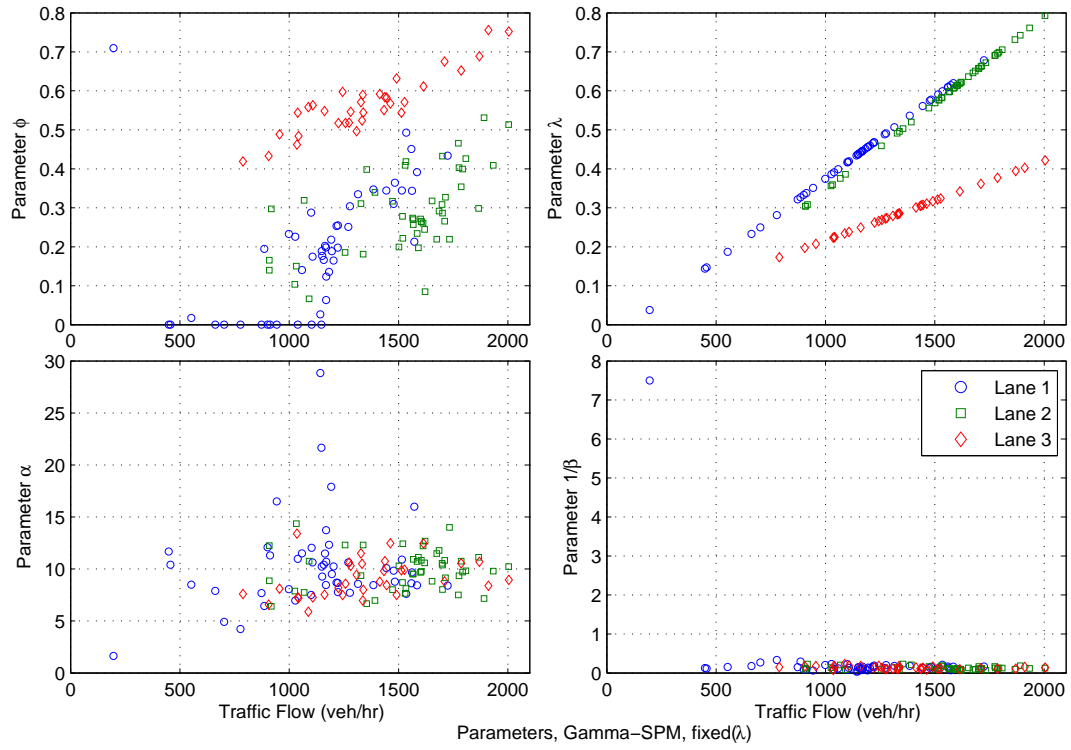 0.8
0.7
0.6
0.5
0.4
0.3
0.2
0.1
0
Parameter ϕ
0 500 1000 1500 2000
0.8
0.7
0.6
0.5
0.4
0.3
0.2
0.1
0
Parameter λ
0 500 1000 1500 2000
30
25
20
15
10
5
0
Parameter α
0 500 1000 1500 2000
Traffic Flow (veh/hr)
8
7
6
5
4
3
2
1
0
Parameter 1/β
Lane 1
Lane 2
Lane 3
0 500 1000 1500 2000
Traffic Flow (veh/hr)
Parameters, Gamma−SPM, fixed(λ)